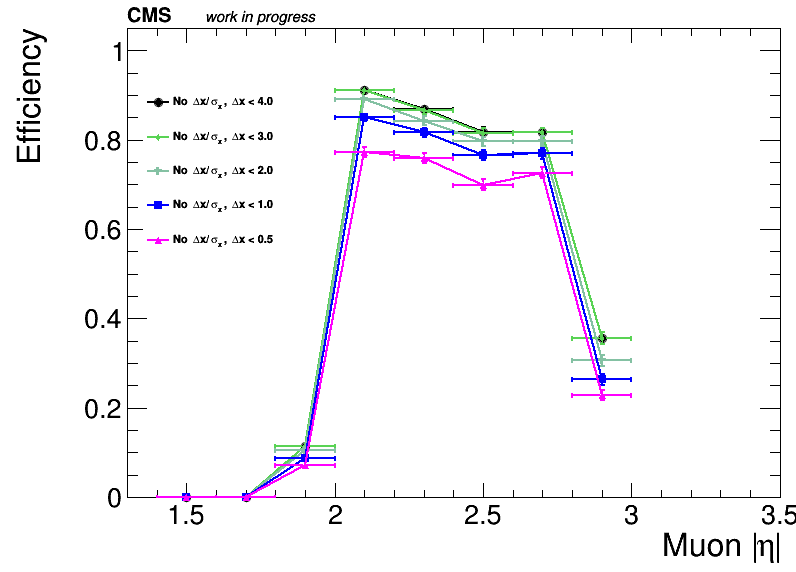 CMS work in progress
Efficiency
1
0.8
0.6
0.4
0.2
0
No Δx/σx, Δx < 4.0
No Δx/σx, Δx < 3.0
No Δx/σx, Δx < 2.0
No Δx/σx, Δx < 1.0
No Δx/σx, Δx < 0.5
1.5 2 2.5 3 3.5
Muon |η|